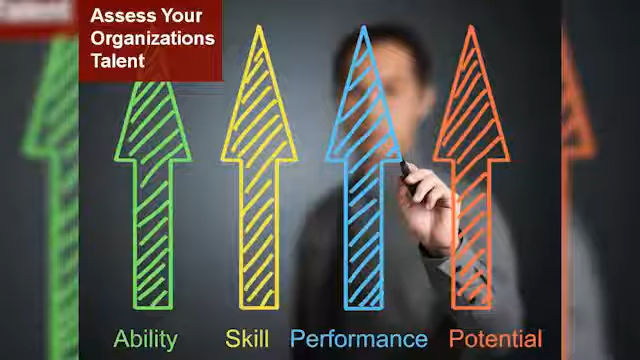 Assess Your
Organizations
Talent
Ability Skill Performance Potential